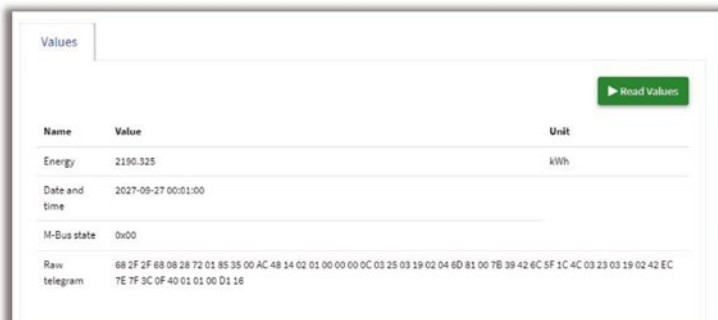 Values
Read Values
Name Value Unit
Energy 2190.325 kWh
Date and 2027-09-27 00:01:00
time
M-Bus state 0x00
Raw 68 2F 2F 68 08 28 72 01 85 35 00 AC 48 14 02 01 00 00 00 0C 03 25 03 19 02 04 6D 81 00 7B 39 42 6C 5F 1C 4C 03 23 03 19 02 42 EC
telegram 7E 7F 3C 0F 40 01 01 00 D1 16